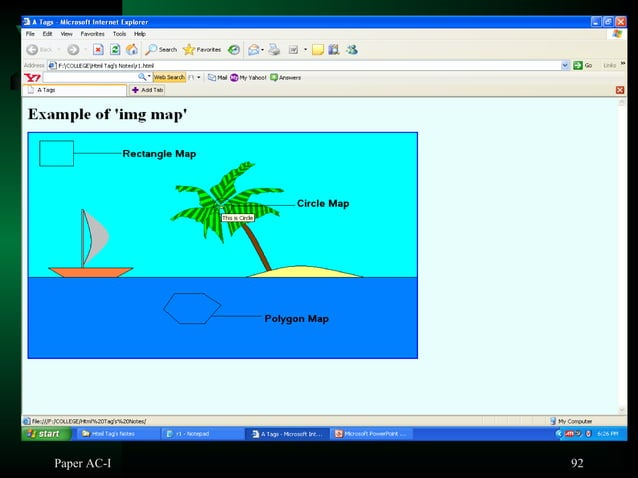 A Tags - Microsoft Internet Explorer
File Edit View Favorites Tools Help
Back Search Favorites
Address F:\COLLEGE\Html Tag's Notes\r1.html Go Links »
Y! Web Search Mail My Yahoo! Answers
A Tags Add Tab
Example of 'img map'
Rectangle Map
Circle Map
This is Circle
Polygon Map
file:///F:/COLLEGE/Html%20Tag's%20Notes/ My Computer
start Html Tag's Notes r1 - Notepad A Tags - Microsoft Int... Microsoft PowerPoint ... 6:26 PM
Paper AC-I 92